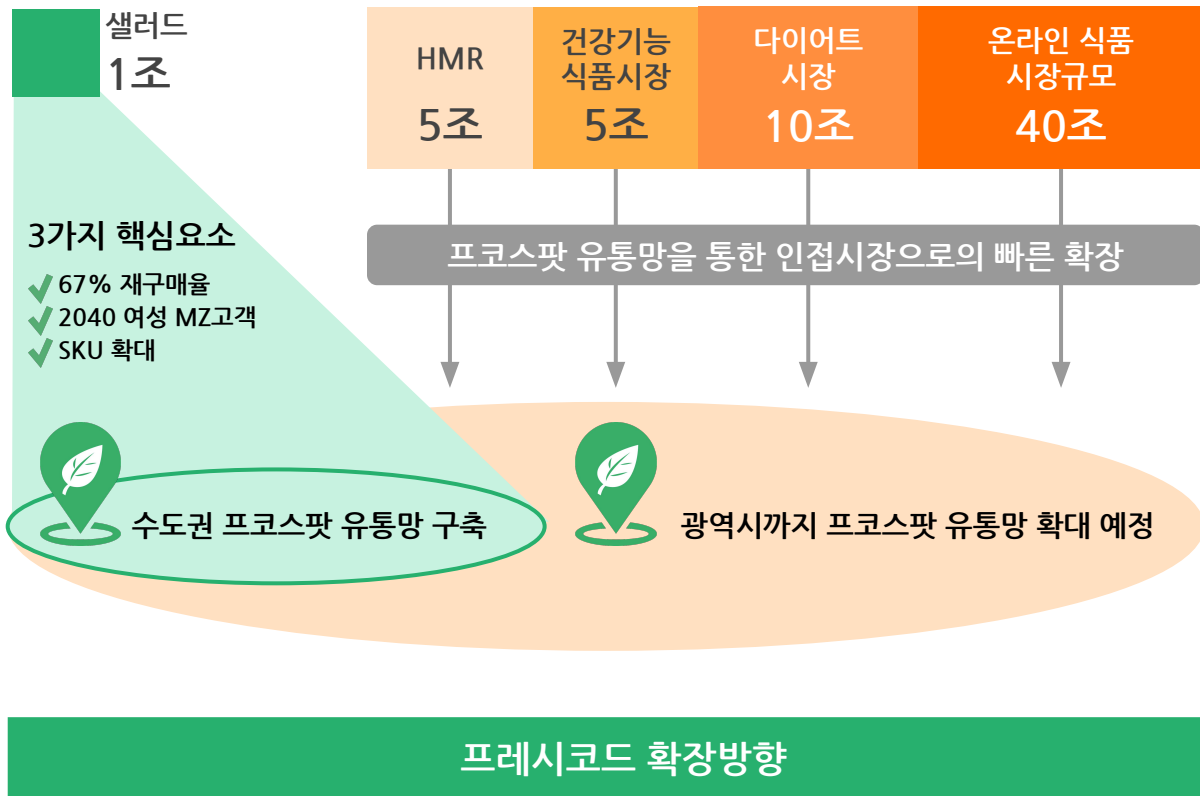 샐러드
1조
HMR
5조
건강기능
식품시장
5조
다이어트
시장
10조
온라인 식품
시장규모
40조
3가지 핵심요소
67% 재구매율
2040 여성 MZ고객
SKU 확대
프코스팟 유통망을 통한 인접시장으로의 빠른 확장
수도권 프코스팟 유통망 구축
광역시까지 프코스팟 유통망 확대 예정
프레시코드 확장방향